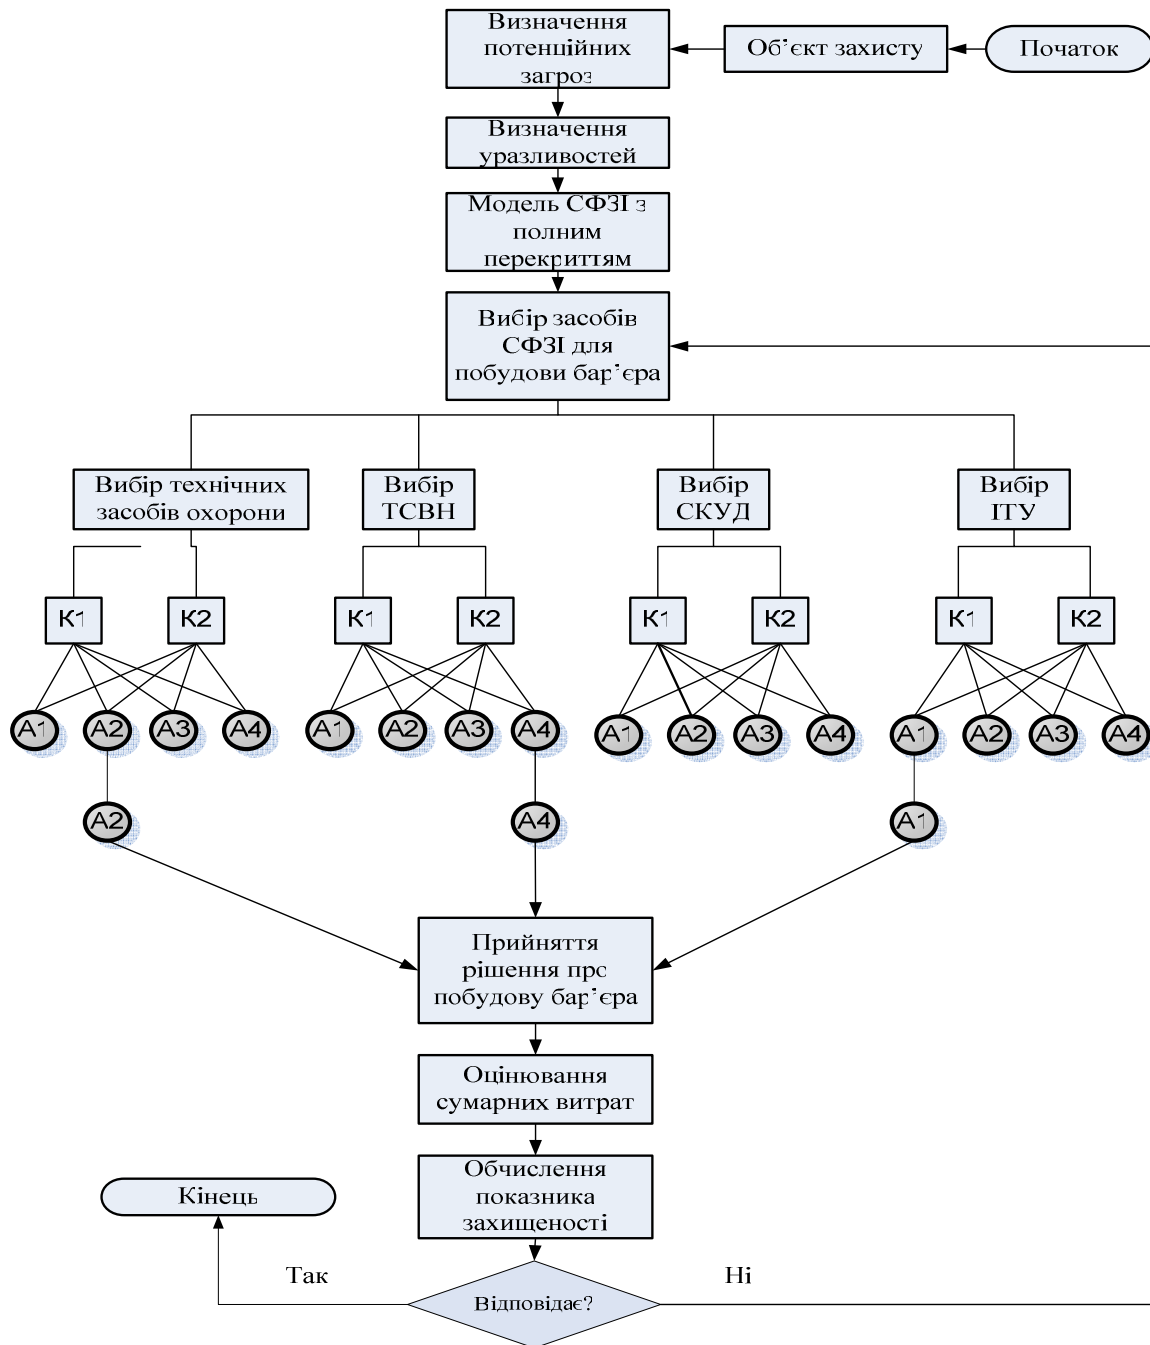 Початок
Об'єкт захисту
Визначення
потенційних
загроз
Визначення
уразливостей
Модель СФЗІ з
полним
перекриттям
Вибір засобів
СФЗІ для
побудови бар'єра
Вибір технічних
засобів охорони
Вибір
ТСВН
Вибір
СКУД
Вибір
ІТУ
К1
К2
К1
К2
К1
К2
К1
К2
А1
А2
А3
А4
А1
А2
А3
А4
А1
А2
А3
А4
А1
А2
А3
А4
А2
А4
А1
Прийняття
рішення про
побудову бар'єра
Оцінювання
сумарних витрат
Обчислення
показника
захищеності
Відповідає?
Так
Ні
Кінець